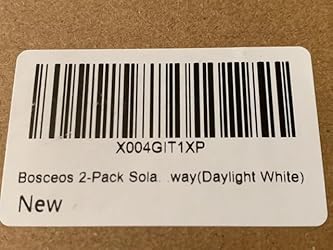 X004GIT1XP
Bosceos 2-Pack Sola...way(Daylight White)
New